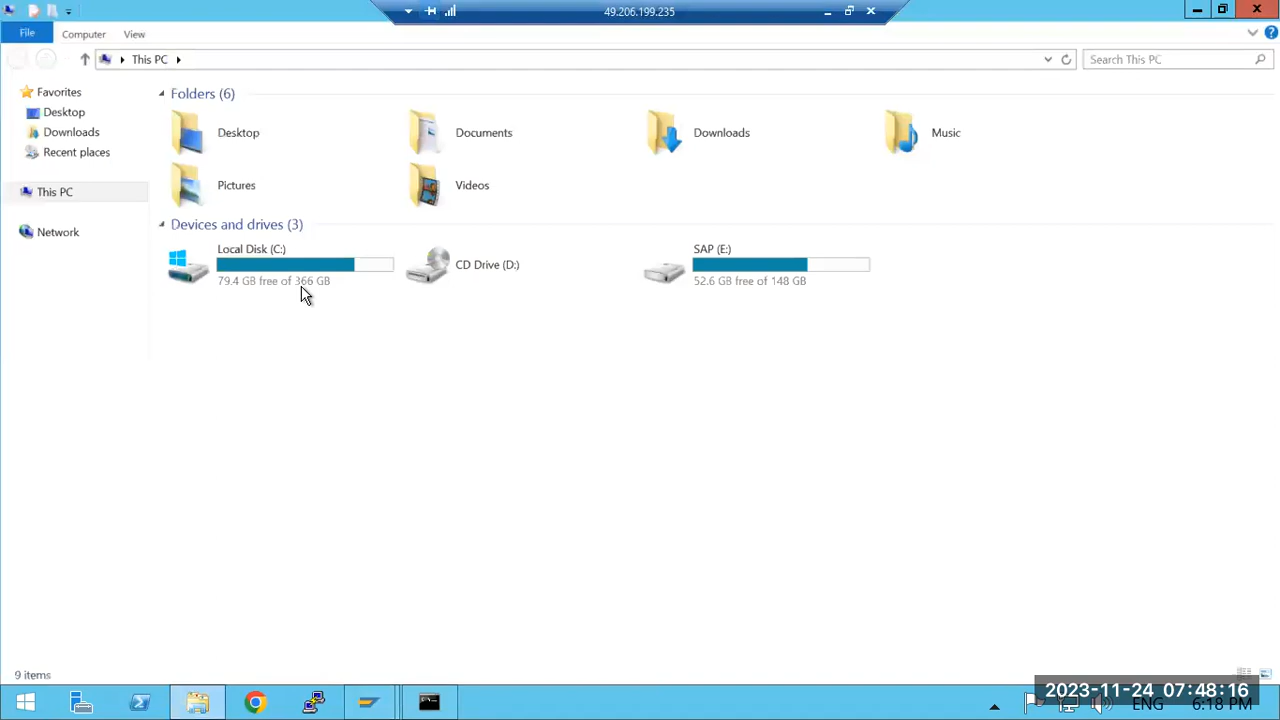 49.206.199.235
File
Computer
View
This PC
Search This PC
Favorites
Desktop
Downloads
Recent places
This PC
Network
Folders (6)
Desktop
Documents
Downloads
Music
Pictures
Videos
Devices and drives (3)
Local Disk (C:)
79.4 GB free of 366 GB
CD Drive (D:)
SAP (E:)
52.6 GB free of 148 GB
9 items
2023-11-24 07:48:16
ENG
6:18 PM